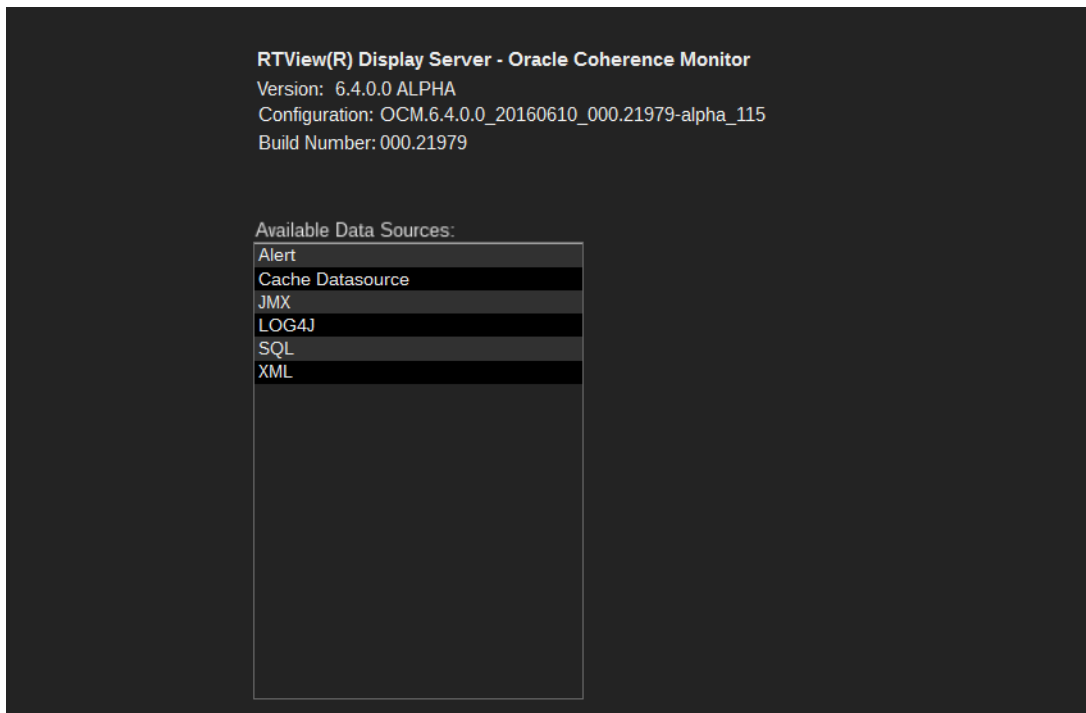 RTView(R) Display Server - Oracle Coherence Monitor
Version: 6.4.0.0 ALPHA
Configuration: OCM.6.4.0.0_20160610_000.21979-alpha_115
Build Number: 000.21979
Available Data Sources:
Alert
Cache Datasource
JMX
LOG4J
SQL
XML